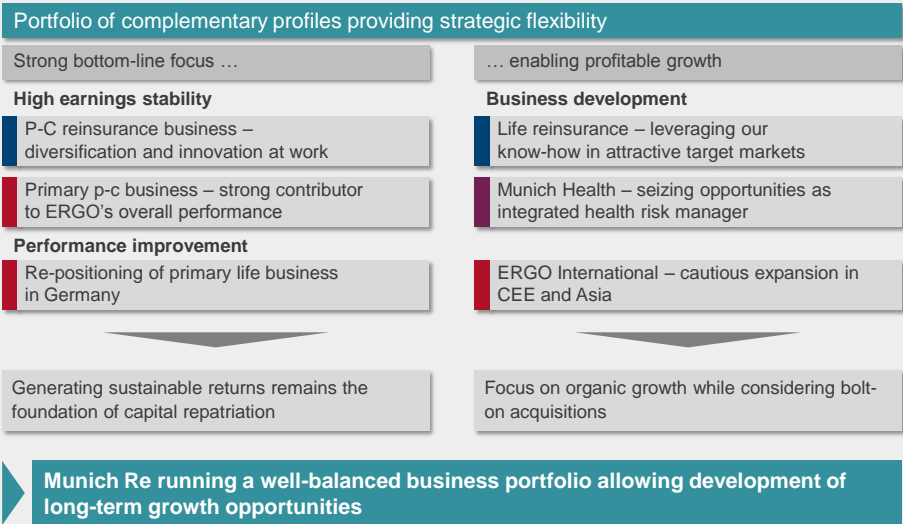 Portfolio of complementary profiles providing strategic flexibility
Strong bottom-line focus …
High earnings stability
P-C reinsurance business –
diversification and innovation at work
Primary p-c business – strong contributor
to ERGO's overall performance
Performance improvement
Re-positioning of primary life business
in Germany
Generating sustainable returns remains the
foundation of capital repatriation
… enabling profitable growth
Business development
Life reinsurance – leveraging our
know-how in attractive target markets
Munich Health – seizing opportunities as
integrated health risk manager
ERGO International – cautious expansion in
CEE and Asia
Focus on organic growth while considering bolt-
on acquisitions
Munich Re running a well-balanced business portfolio allowing development of
long-term growth opportunities